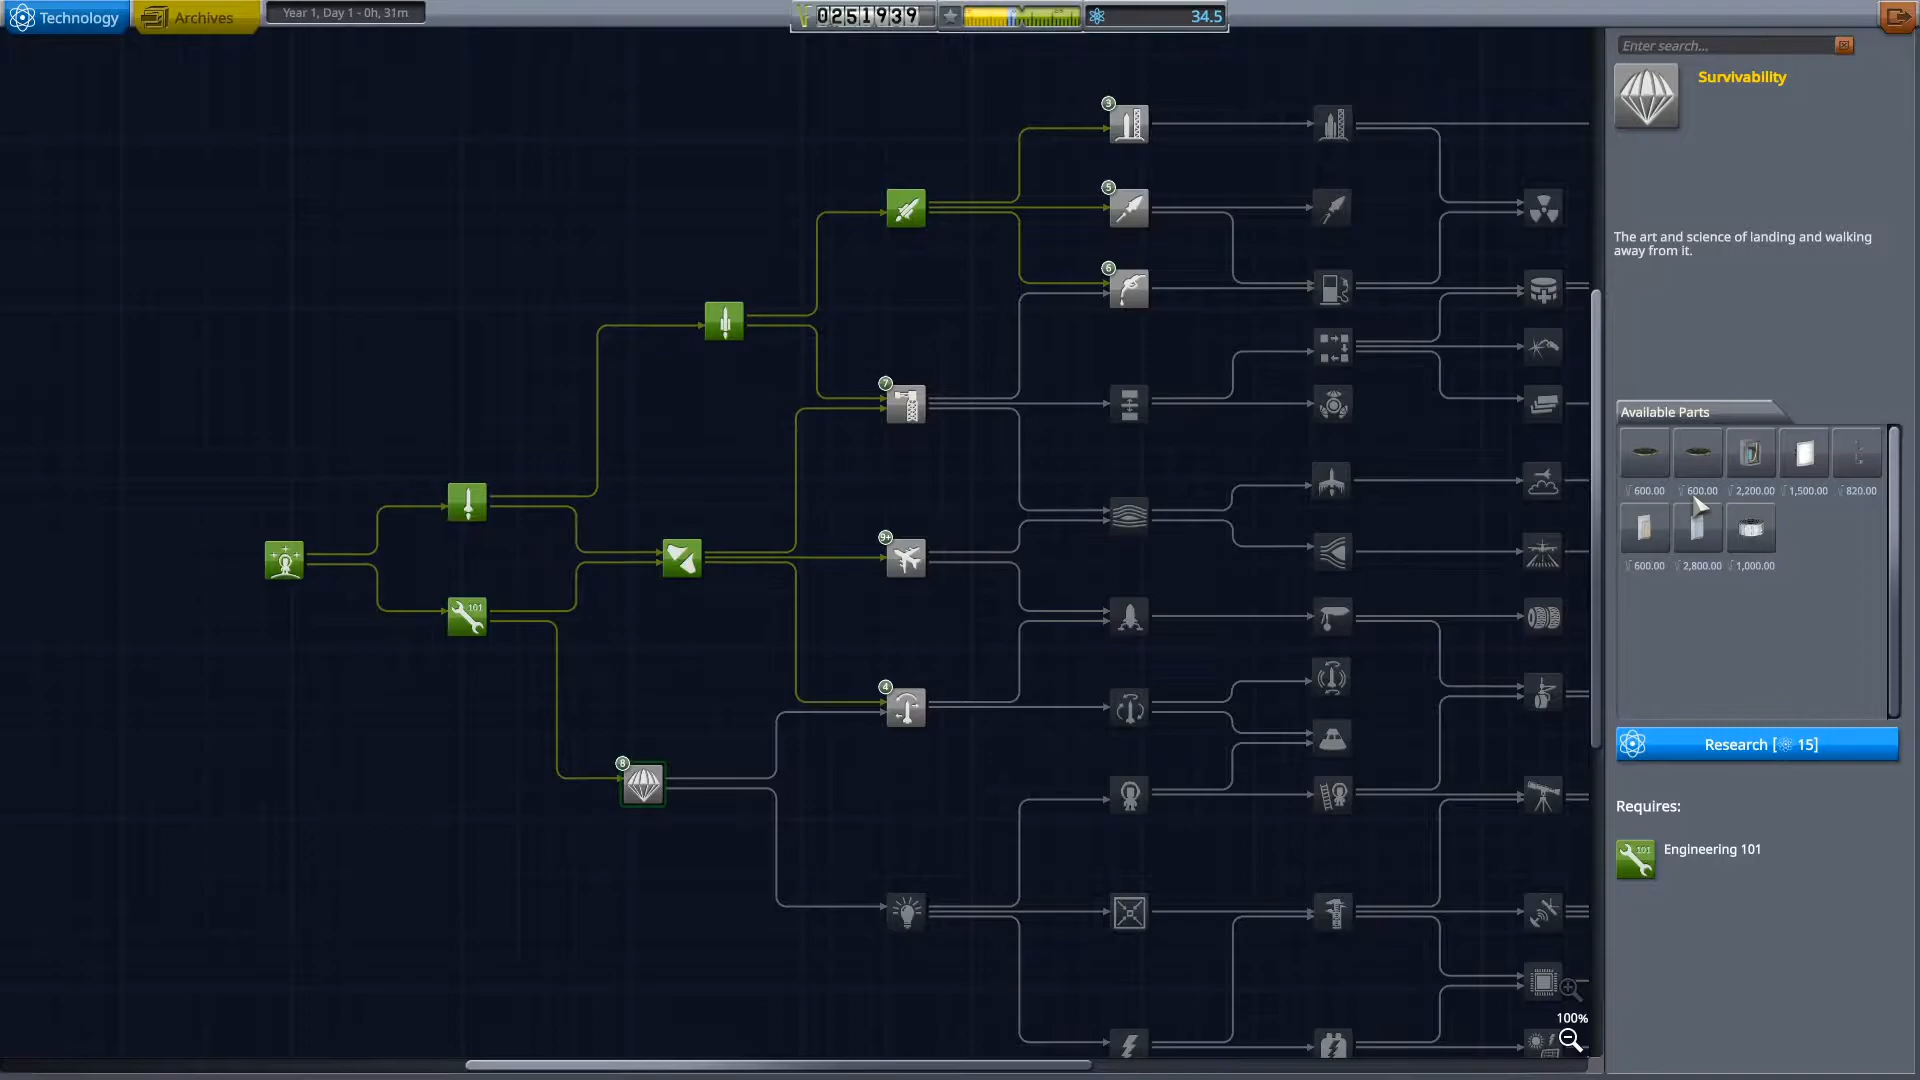 Technology
Archives
Year 1, Day 1 - 0h, 31m
0251939
34.5
Enter search...
Survivability
The art and science of landing and walking
away from it.
Available Parts
600.00
600.00
2,200.00
1,500.00
820.00
600.00
2,800.00
1,000.00
Research [15]
Requires:
101
Engineering 101
3
5
6
7
9+
101
4
8
100%